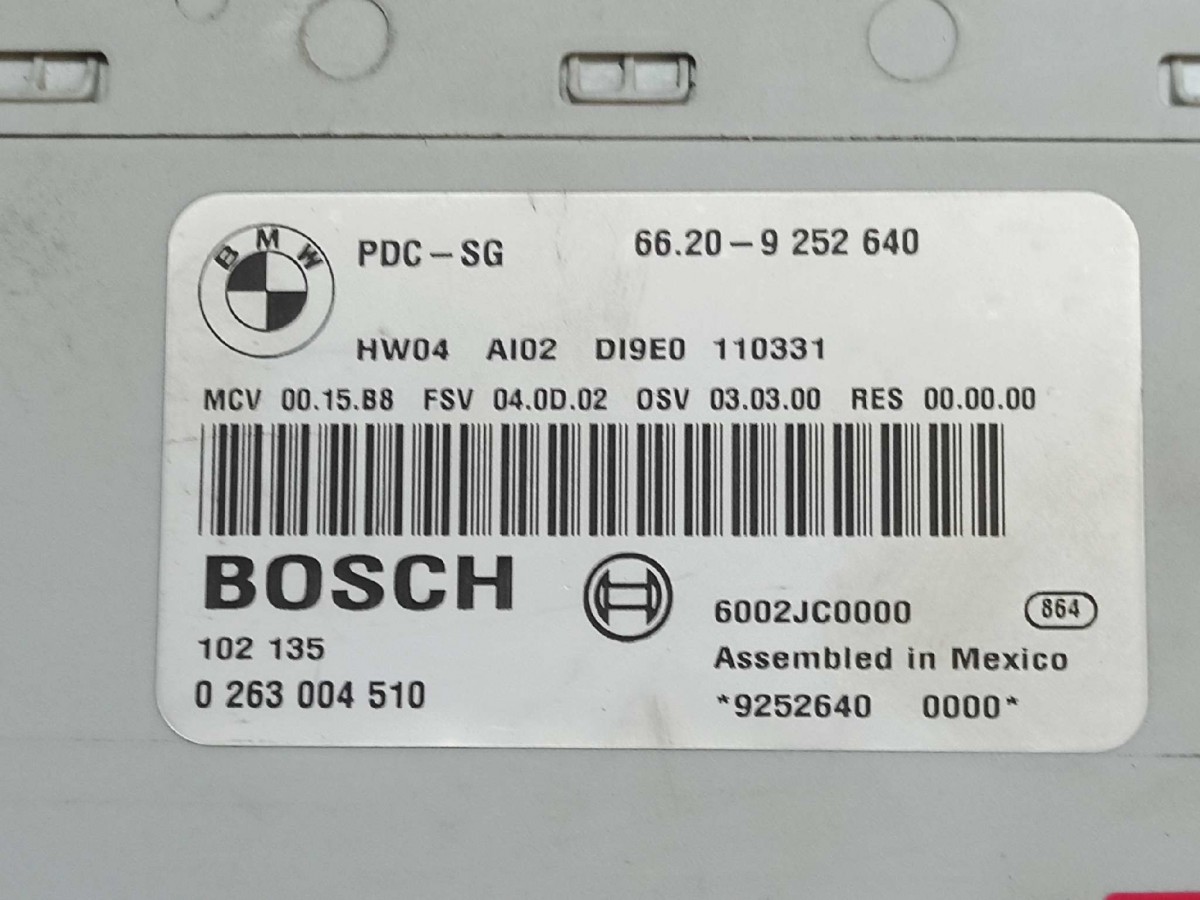 BMW
PDC-SG 66.20-9 252 640
HW04 AI02 DI9E0 110331
MCV 00.15.B8 FSV 04.0D.02 OSV 03.03.00 RES 00.00.00
BOSCH
6002JC0000 864
102 135
Assembled in Mexico
0 263 004 510
*9252640 0000*